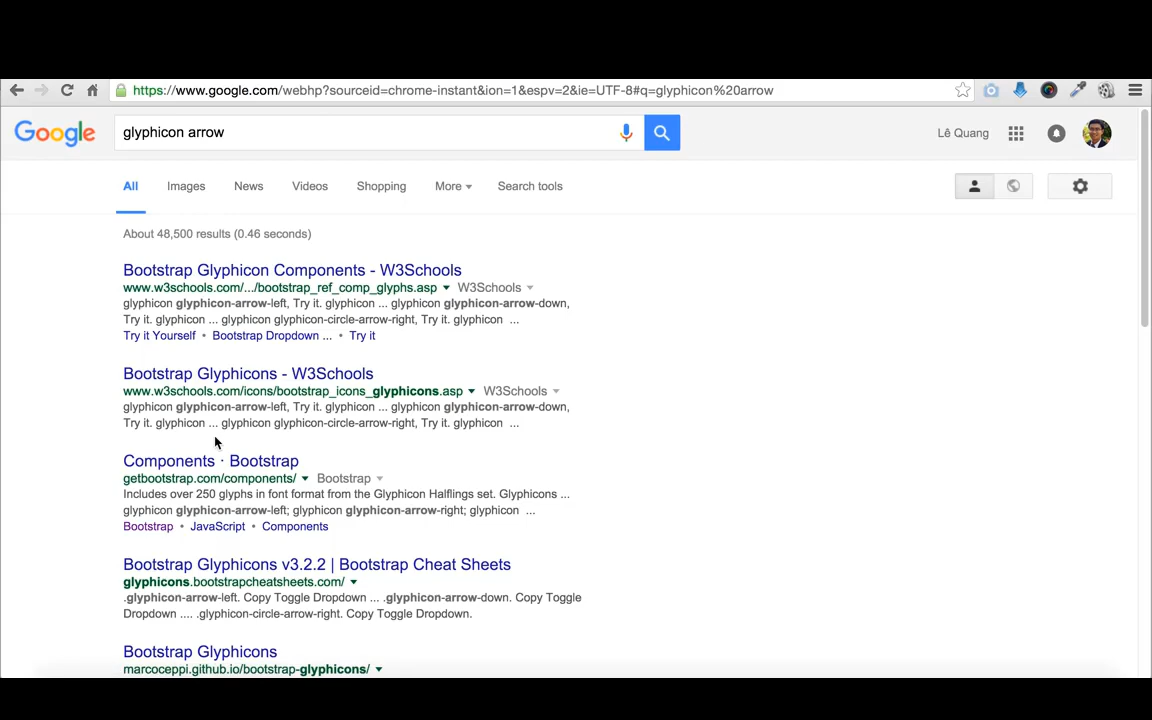 https://www.google.com/webhp?sourceid=chrome-instant&ion=1&espv=2&ie=UTF-8#q=glyphicon%20arrow
Google glyphicon arrow Lê Quang
All Images News Videos Shopping More Search tools
About 48,500 results (0.46 seconds)
Bootstrap Glyphicon Components - W3Schools
www.w3schools.com/.../bootstrap_ref_comp_glyphs.asp W3Schools
glyphicon glyphicon-arrow-left, Try it. glyphicon ... glyphicon glyphicon-arrow-down,
Try it. glyphicon ... glyphicon glyphicon-circle-arrow-right, Try it. glyphicon ...
Try it Yourself • Bootstrap Dropdown ... • Try it
Bootstrap Glyphicons - W3Schools
www.w3schools.com/icons/bootstrap_icons_glyphicons.asp W3Schools
glyphicon glyphicon-arrow-left, Try it. glyphicon ... glyphicon glyphicon-arrow-down,
Try it. glyphicon ... glyphicon glyphicon-circle-arrow-right, Try it. glyphicon ...
Components · Bootstrap
getbootstrap.com/components/ Bootstrap
Includes over 250 glyphs in font format from the Glyphicon Halflings set. Glyphicons ...
glyphicon glyphicon-arrow-left; glyphicon glyphicon-arrow-right; glyphicon ...
Bootstrap • JavaScript • Components
Bootstrap Glyphicons v3.2.2 | Bootstrap Cheat Sheets
glyphicons.bootstrapcheatsheets.com/
.glyphicon-arrow-left. Copy Toggle Dropdown ... .glyphicon-arrow-down. Copy Toggle
Dropdown .... .glyphicon-circle-arrow-right. Copy Toggle Dropdown.
Bootstrap Glyphicons
marcoceppi.github.io/bootstrap-glyphicons/